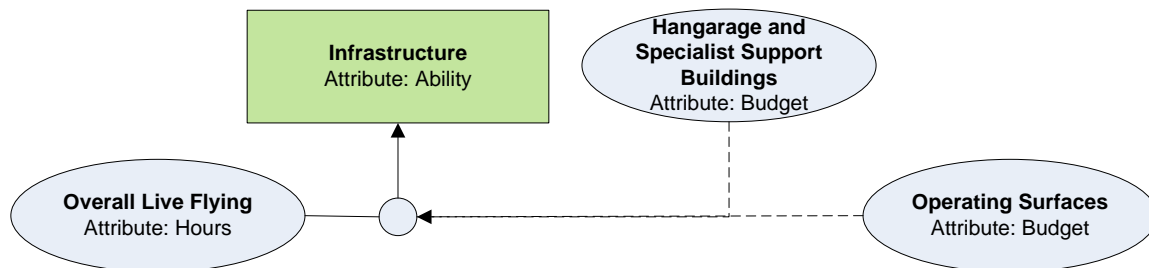 Infrastructure
Attribute: Ability
Hangarage and
Specialist Support
Buildings
Attribute: Budget
Overall Live Flying
Attribute: Hours
Operating Surfaces
Attribute: Budget